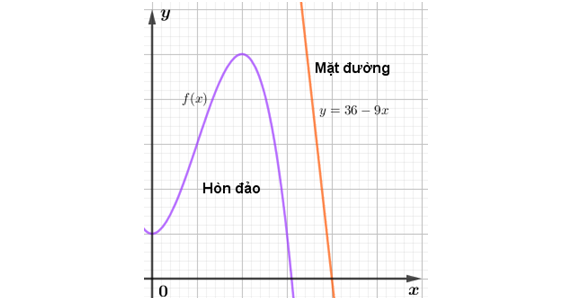 y
Mặt đường
f(x)
y = 36 − 9x
Hòn đảo
0
x